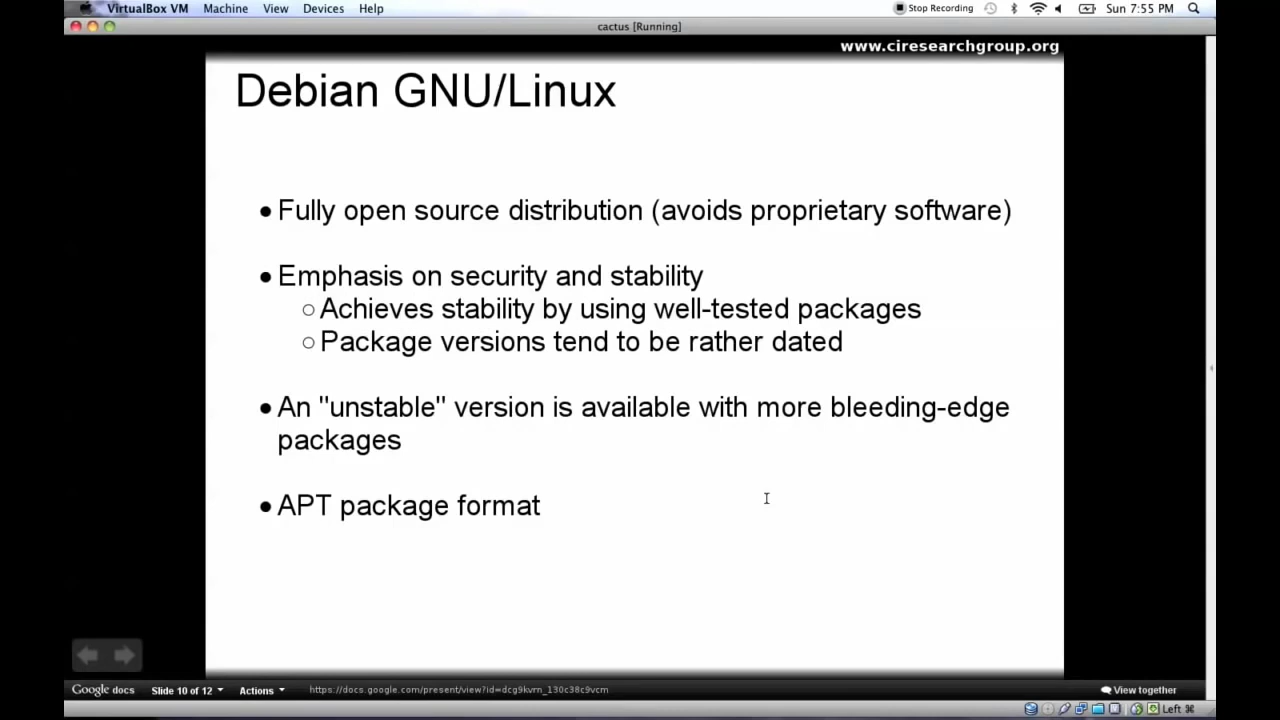 VirtualBox VM Machine View Devices Help Stop Recording Sun 7:55 PM
cactus [Running]
www.ciresearchgroup.org
Debian GNU/Linux
Fully open source distribution (avoids proprietary software)
Emphasis on security and stability
Achieves stability by using well-tested packages
Package versions tend to be rather dated
An "unstable" version is available with more bleeding-edge
packages
APT package format
Google docs Slide 10 of 12 Actions https://docs.google.com/present/view?id=dcg9kvrn_130c38c9vcm View together
Left ⌘